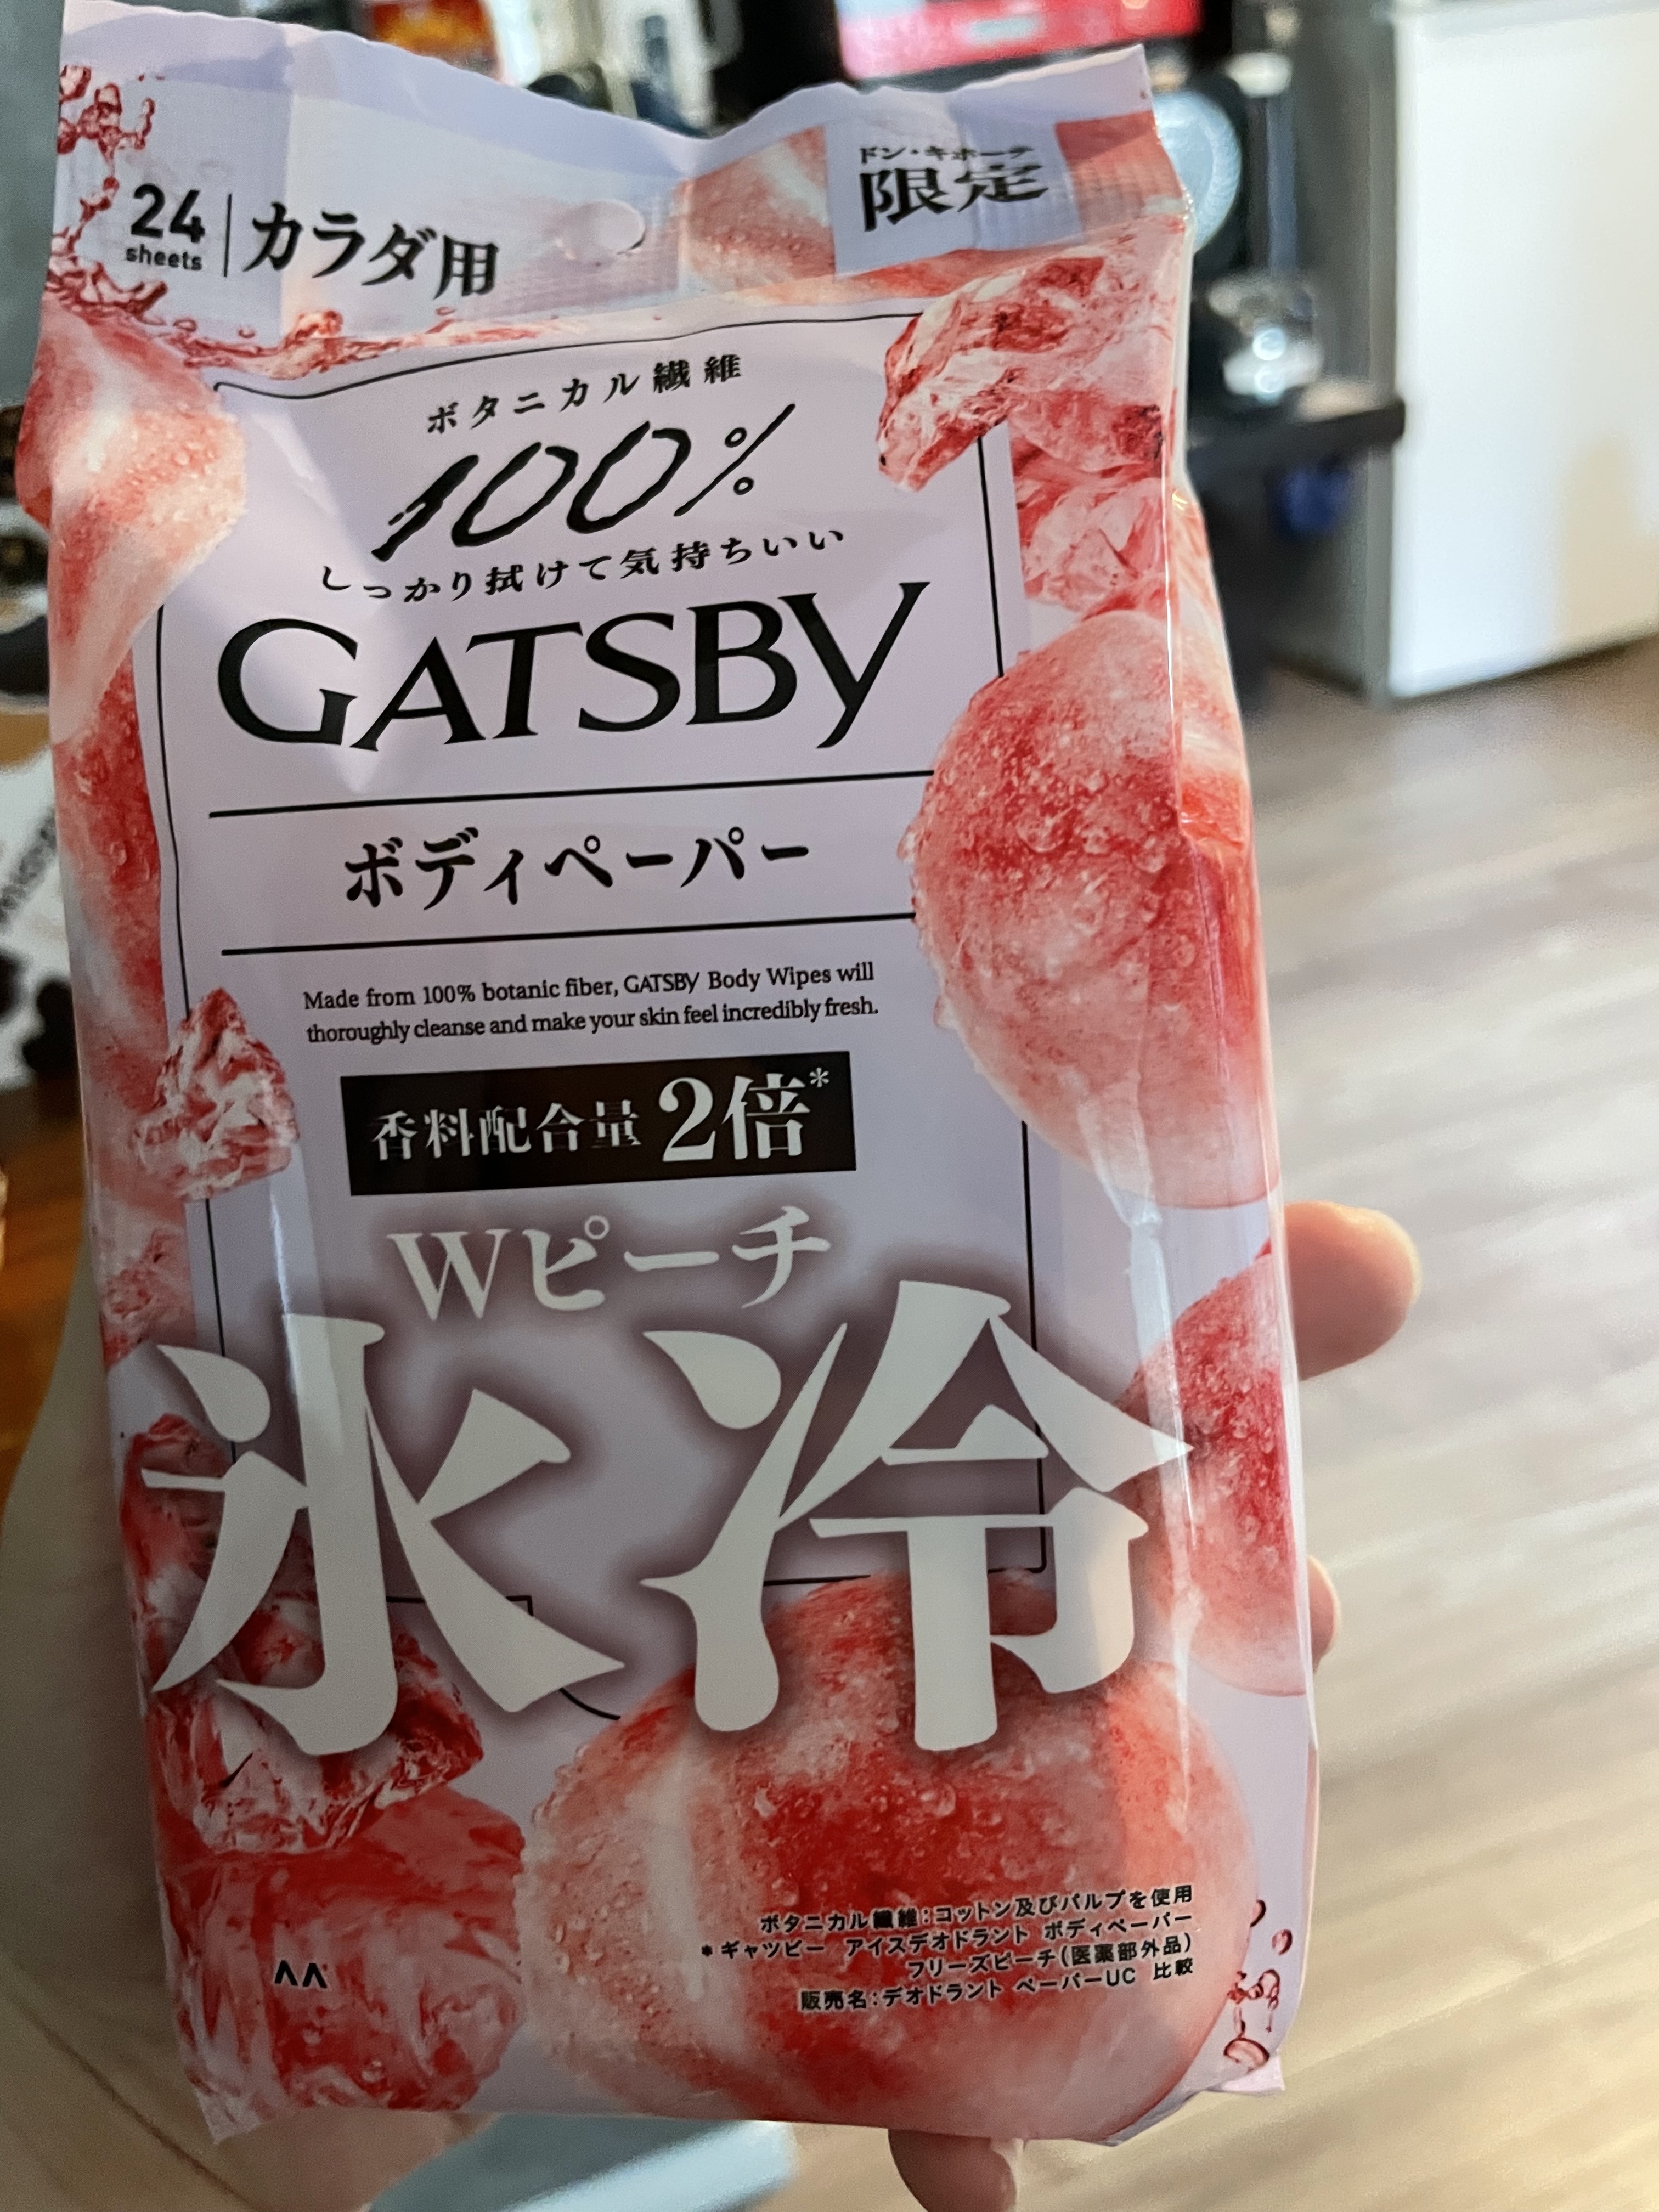 24 sheets カラダ用
ドン・キホーテ
限定
ボタニカル繊維
100%
しっかり拭けて気持ちいい
GATSBY
ボディペーパー
Made from 100% botanic fiber, GATSBY Body Wipes will
thoroughly cleanse and make your skin feel incredibly fresh.
香料配合量 2倍*
Wピーチ
氷冷
ボタニカル繊維:コットン及びパルプを使用
*ギャツビー アイスデオドラント ボディペーパー
フリーズピーチ(医薬部外品)
販売名:デオドラント ペーパーUC 比較